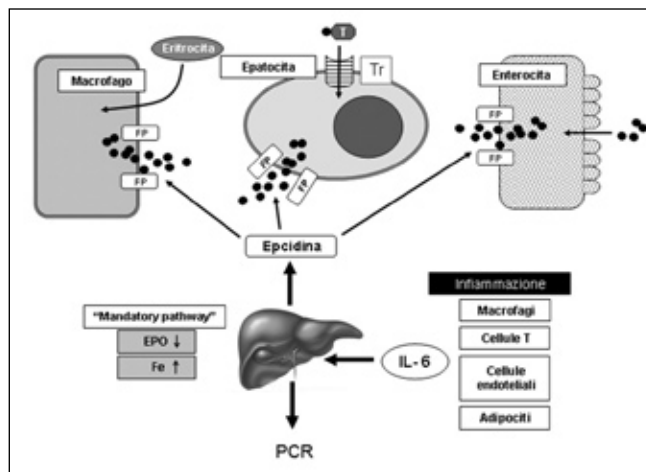 T
Eritrocita
Epatocita
Tr
Macrofago
Enterocita
FP
FP
FP
FP
FP
FP
Epcidina
Infiammazione
"Mandatory pathway"
EPO ↓
Fe ↑
IL-6
Macrofagi
Cellule T
Cellule
endoteliali
Adipociti
PCR